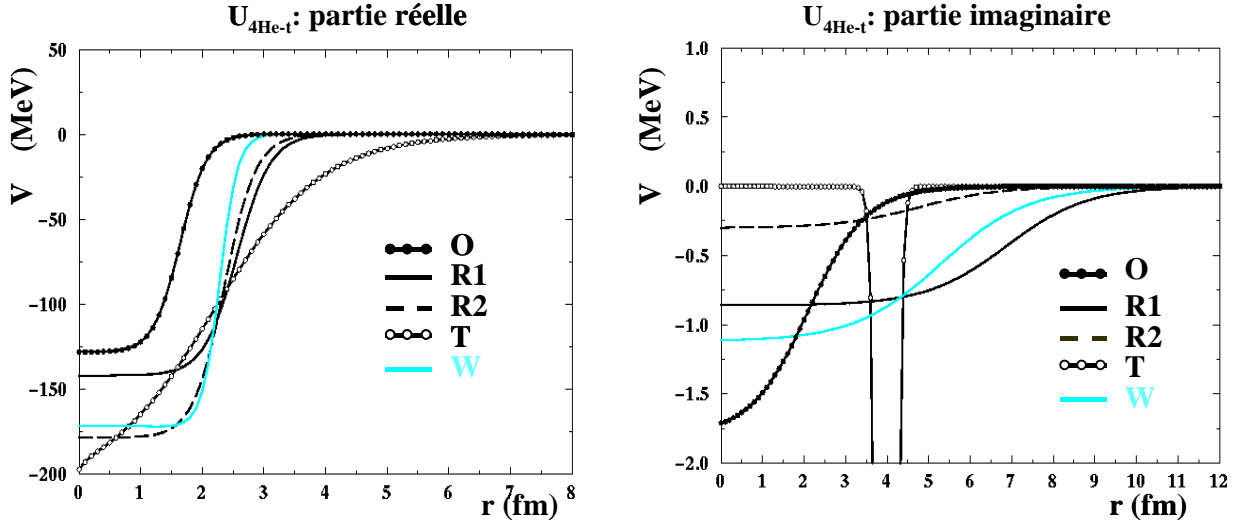 U4He-t: partie réelle
V (MeV)
50
0
−50
−100
−150
−200
0 1 2 3 4 5 6 7 8
r (fm)
O
R1
R2
T
W
U4He-t: partie imaginaire
V (MeV)
1.0
0.5
0.0
−0.5
−1.0
−1.5
−2.0
0 1 2 3 4 5 6 7 8 9 10 11 12
r (fm)
O
R1
R2
T
W